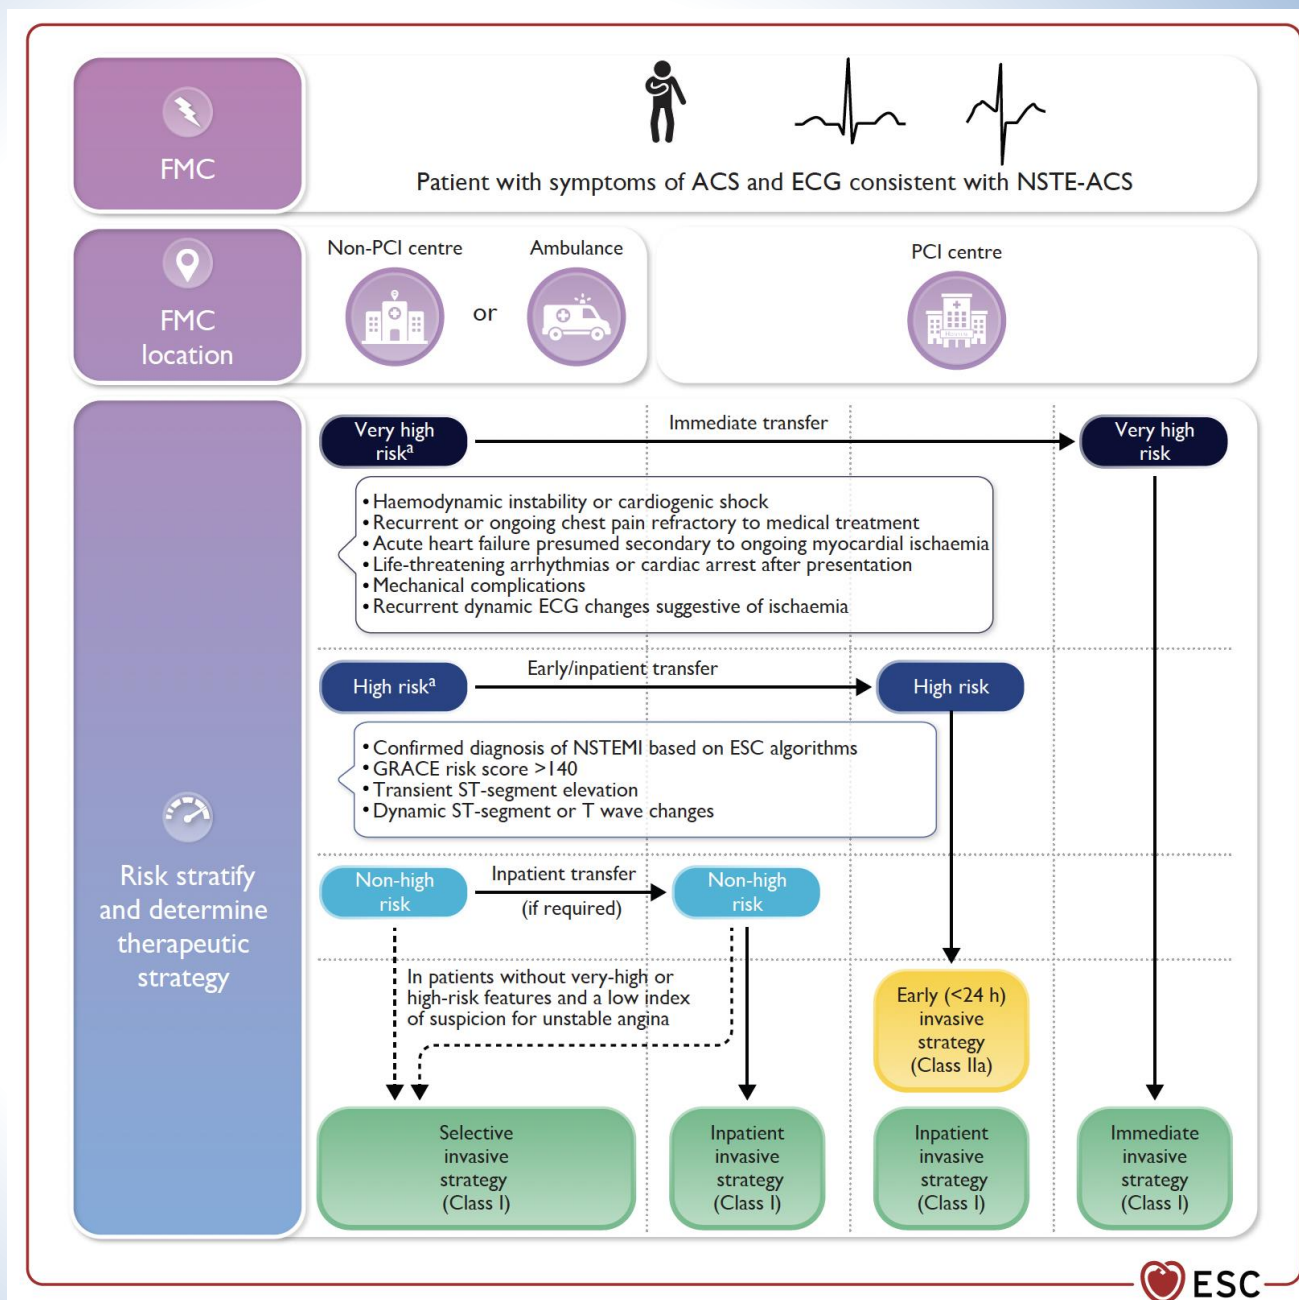 FMC
Patient with symptoms of ACS and ECG consistent with NSTE-ACS
FMC
location
Non-PCI centre
or
Ambulance
PCI centre
Risk stratify
and determine
therapeutic
strategy
Very high
riskª
Immediate transfer
Very high
risk
• Haemodynamic instability or cardiogenic shock
• Recurrent or ongoing chest pain refractory to medical treatment
• Acute heart failure presumed secondary to ongoing myocardial ischaemia
• Life-threatening arrhythmias or cardiac arrest after presentation
• Mechanical complications
• Recurrent dynamic ECG changes suggestive of ischaemia
High riskª
Early/inpatient transfer
High risk
• Confirmed diagnosis of NSTEMI based on ESC algorithms
• GRACE risk score >140
• Transient ST-segment elevation
• Dynamic ST-segment or T wave changes
Non-high
risk
Inpatient transfer
(if required)
Non-high
risk
In patients without very-high or
high-risk features and a low index
of suspicion for unstable angina
Early (<24 h)
invasive
strategy
(Class IIa)
Selective
invasive
strategy
(Class I)
Inpatient
invasive
strategy
(Class I)
Inpatient
invasive
strategy
(Class I)
Immediate
invasive
strategy
(Class I)
ESC